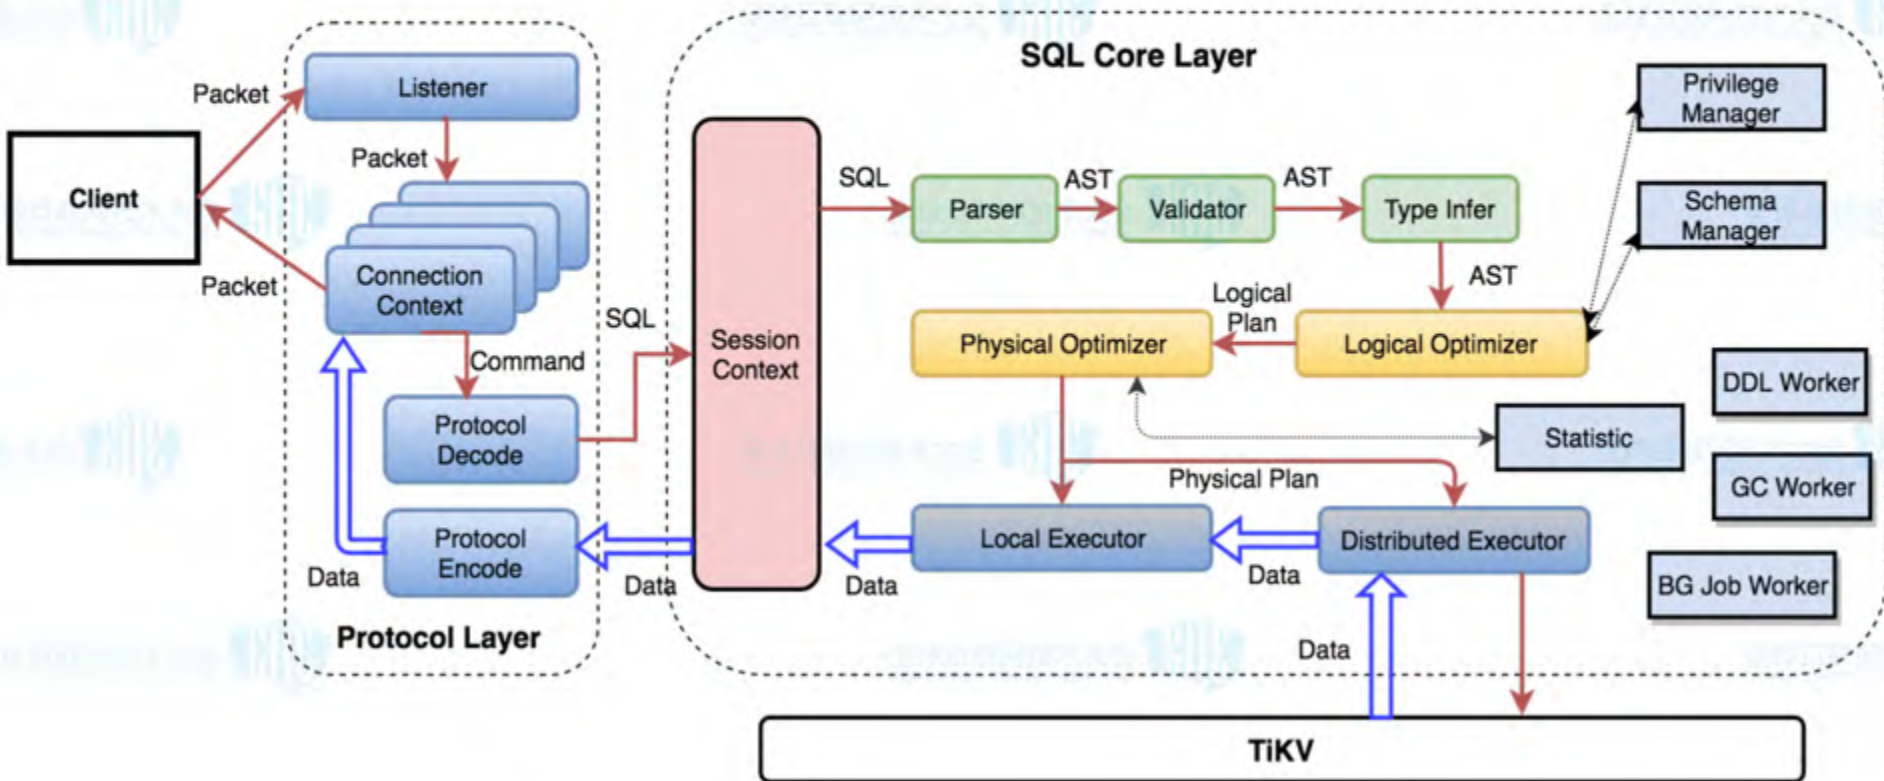 SQL Core Layer
Listener
Packet
Privilege
Manager
Packet
Client
SQL
Parser
AST
Validator
AST
Type Infer
Schema
Manager
Packet
Connection
Context
AST
SQL
Session
Context
Logical
Plan
Physical Optimizer
Logical Optimizer
Command
DDL Worker
Protocol
Decode
Statistic
Physical Plan
GC Worker
Protocol
Encode
Local Executor
Distributed Executor
Data
Data
Data
Data
BG Job Worker
Protocol Layer
Data
TiKV